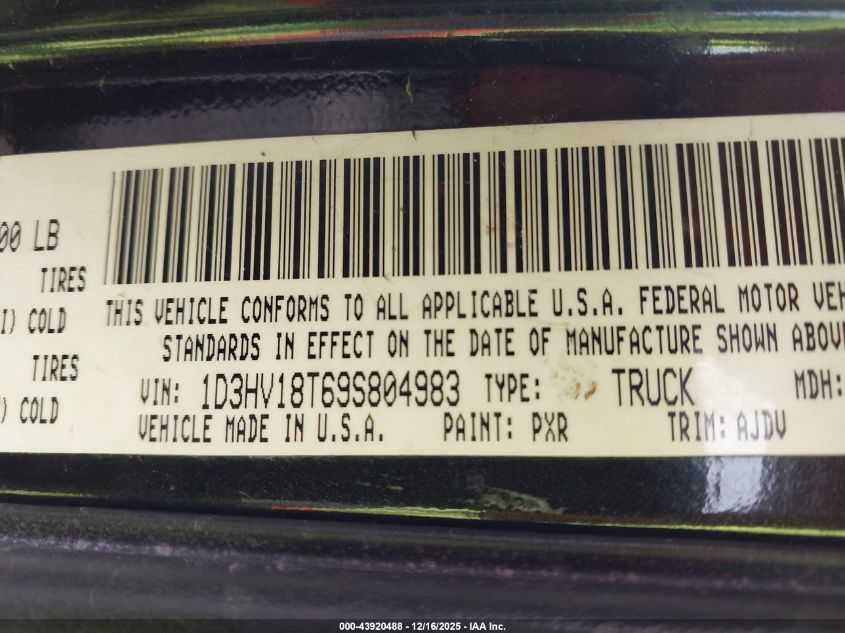 00 LB
TIRES
I) COLD
TIRES
) COLD
THIS VEHICLE CONFORMS TO ALL APPLICABLE U.S.A. FEDERAL MOTOR VEH
STANDARDS IN EFFECT ON THE DATE OF MANUFACTURE SHOWN ABOV
VIN: 1D3HV18T69S804983 TYPE: TRUCK MDH:
VEHICLE MADE IN U.S.A. PAINT: PXR TRIM: AJDV
000-43920488 - 12/16/2025 - IAA Inc.